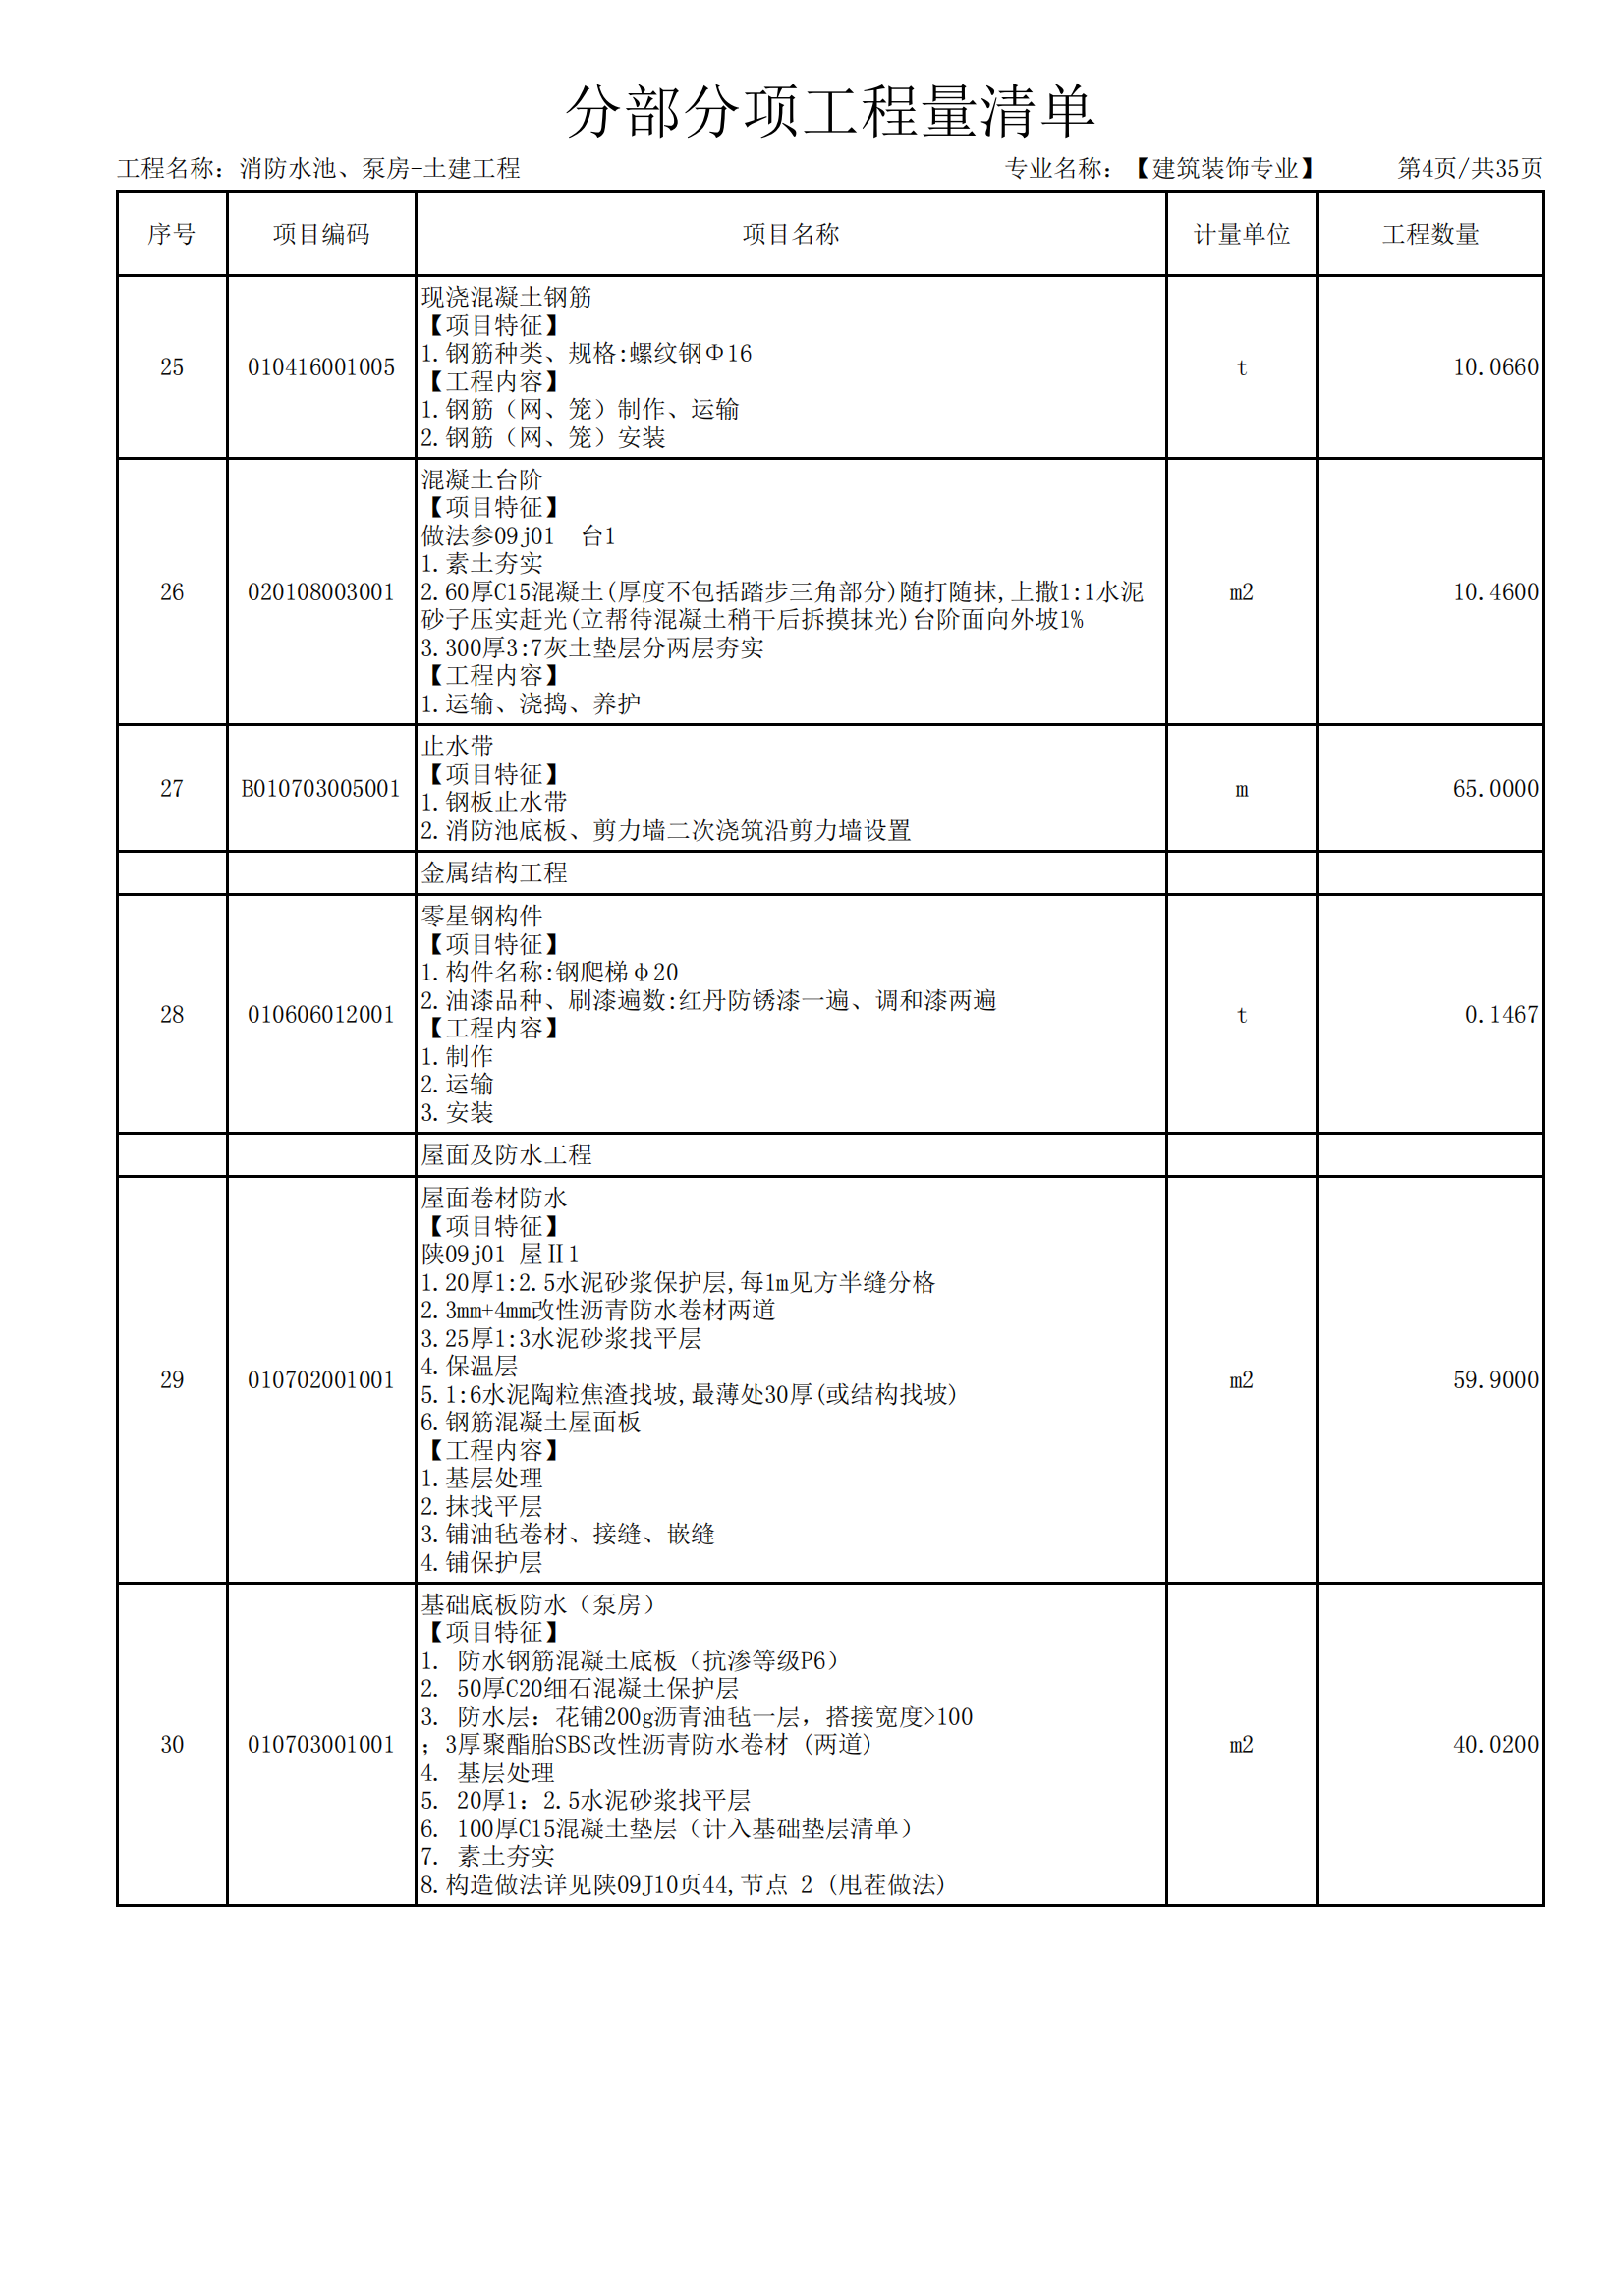 分部分项工程量清单
工程名称：消防水池、泵房-土建工程 专业名称：【建筑装饰专业】 第4页/共35页
序号 项目编码 项目名称 计量单位 工程数量
现浇混凝土钢筋
【项目特征】
1.钢筋种类、规格:螺纹钢Φ16
25 010416001005 t 10.0660
【工程内容】
1.钢筋（网、笼）制作、运输
2.钢筋（网、笼）安装
混凝土台阶
【项目特征】
做法参09j01 台1
1.素土夯实
26 020108003001 m2 10.4600
2.60厚C15混凝土(厚度不包括踏步三角部分)随打随抹,上撒1:1水泥
砂子压实赶光(立帮待混凝土稍干后拆摸抹光)台阶面向外坡1%
3.300厚3:7灰土垫层分两层夯实
【工程内容】
1.运输、浇捣、养护
止水带
【项目特征】
27 B010703005001 m 65.0000
1.钢板止水带
2.消防池底板、剪力墙二次浇筑沿剪力墙设置
金属结构工程
零星钢构件
【项目特征】
1.构件名称:钢爬梯φ20
2.油漆品种、刷漆遍数:红丹防锈漆一遍、调和漆两遍
28 010606012001 t 0.1467
【工程内容】
1.制作
2.运输
3.安装
屋面及防水工程
屋面卷材防水
【项目特征】
陕09j01 屋Ⅱ1
1.20厚1:2.5水泥砂浆保护层,每1m见方半缝分格
2.3mm+4mm改性沥青防水卷材两道
3.25厚1:3水泥砂浆找平层
4.保温层
29 010702001001 m2 59.9000
5.1:6水泥陶粒焦渣找坡,最薄处30厚(或结构找坡)
6.钢筋混凝土屋面板
【工程内容】
1.基层处理
2.抹找平层
3.铺油毡卷材、接缝、嵌缝
4.铺保护层
基础底板防水（泵房）
【项目特征】
1. 防水钢筋混凝土底板（抗渗等级P6）
2. 50厚C20细石混凝土保护层
3. 防水层：花铺200g沥青油毡一层，搭接宽度>100
30 010703001001 m2 40.0200
；3厚聚酯胎SBS改性沥青防水卷材 (两道)
4. 基层处理
5. 20厚1：2.5水泥砂浆找平层
6. 100厚C15混凝土垫层（计入基础垫层清单）
7. 素土夯实
8.构造做法详见陕09J10页44,节点 2 (甩茬做法)